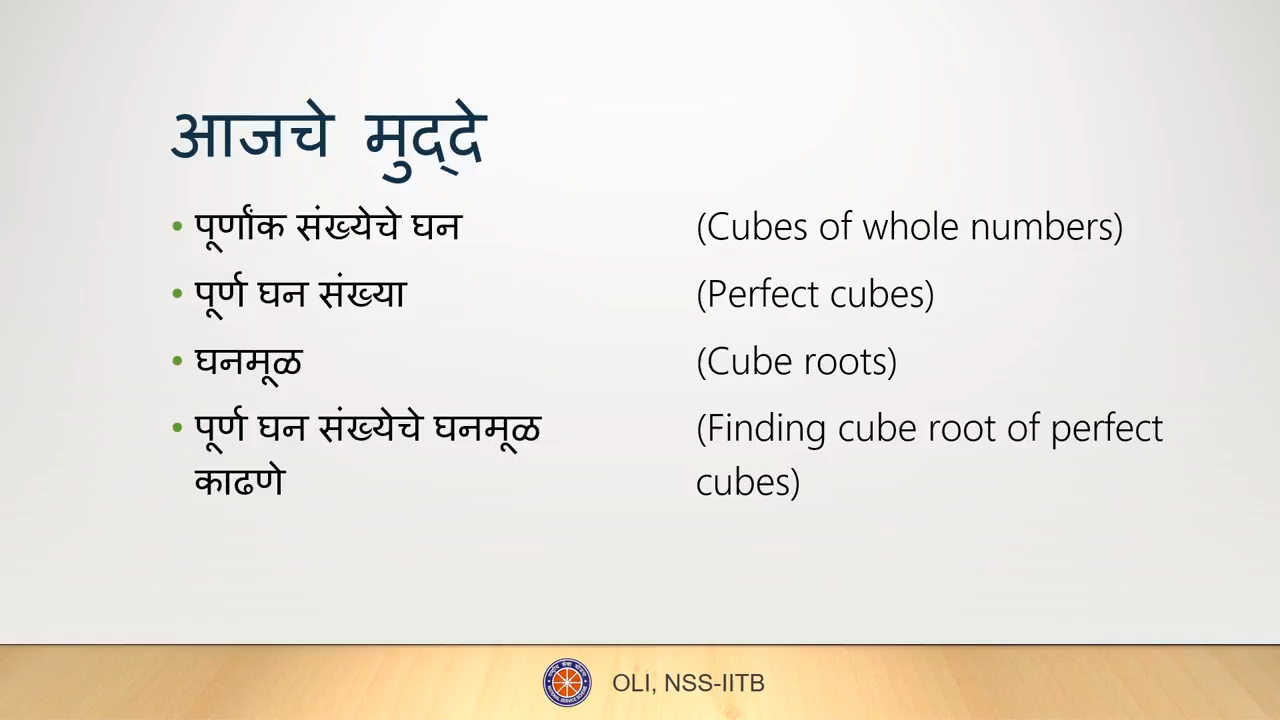 आजचे मुद्दे
• पूर्णांक संख्येचे घन (Cubes of whole numbers)
• पूर्ण घन संख्या (Perfect cubes)
• घनमूळ (Cube roots)
• पूर्ण घन संख्येचे घनमूळ (Finding cube root of perfect
काढणे cubes)
OLI, NSS-IITB